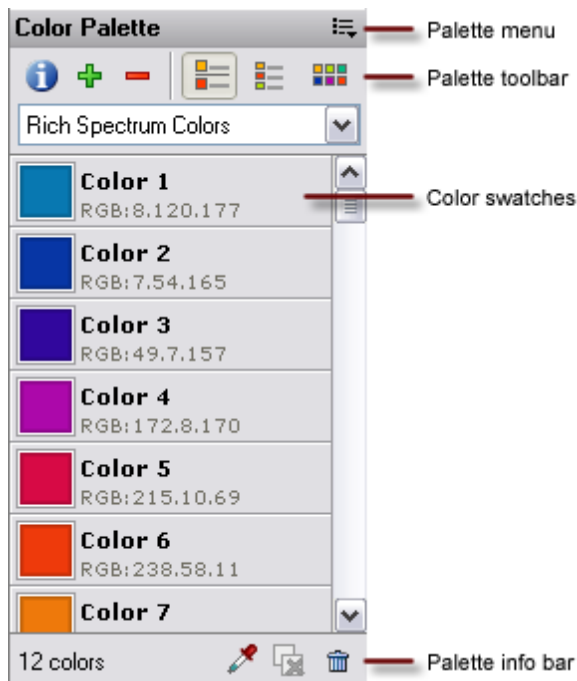 Color Palette
Palette menu
Palette toolbar
Rich Spectrum Colors
Color 1
RGB:8.120.177
Color swatches
Color 2
RGB:7.54.165
Color 3
RGB:49.7.157
Color 4
RGB:172.8.170
Color 5
RGB:215.10.69
Color 6
RGB:238.58.11
Color 7
12 colors
Palette info bar